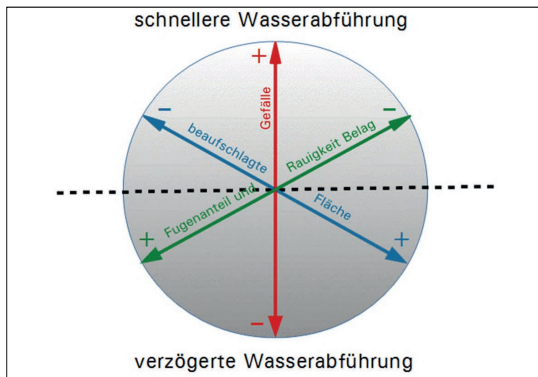 schnellere Wasserabführung
+
Gefälle
-
-
beaufschlagte
Rauigkeit Belag
Fugenanteil und
Fläche
+
+
-
verzögerte Wasserabführung